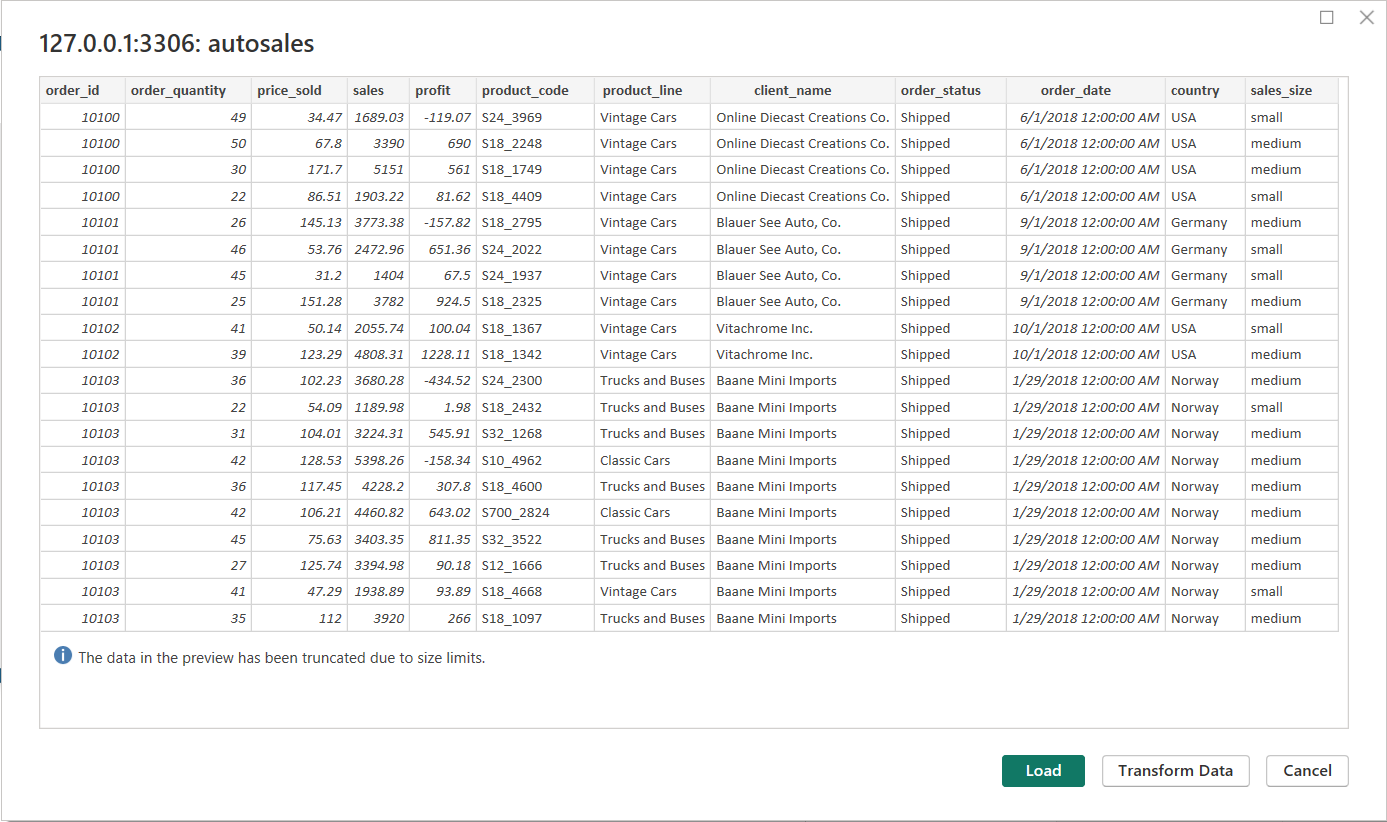 127.0.0.1:3306: autosales
order_id order_quantity price_sold sales profit product_code product_line client_name order_status order_date country sales_size
10100 49 34.47 1689.03 -119.07 S24_3969 Vintage Cars Online Diecast Creations Co. Shipped 6/1/2018 12:00:00 AM USA small
10100 50 67.8 3390 690 S18_2248 Vintage Cars Online Diecast Creations Co. Shipped 6/1/2018 12:00:00 AM USA medium
10100 30 171.7 5151 561 S18_1749 Vintage Cars Online Diecast Creations Co. Shipped 6/1/2018 12:00:00 AM USA medium
10100 22 86.51 1903.22 81.62 S18_4409 Vintage Cars Online Diecast Creations Co. Shipped 6/1/2018 12:00:00 AM USA small
10101 26 145.13 3773.38 -157.82 S18_2795 Vintage Cars Blauer See Auto, Co. Shipped 9/1/2018 12:00:00 AM Germany medium
10101 46 53.76 2472.96 651.36 S24_2022 Vintage Cars Blauer See Auto, Co. Shipped 9/1/2018 12:00:00 AM Germany small
10101 45 31.2 1404 67.5 S24_1937 Vintage Cars Blauer See Auto, Co. Shipped 9/1/2018 12:00:00 AM Germany small
10101 25 151.28 3782 924.5 S18_2325 Vintage Cars Blauer See Auto, Co. Shipped 9/1/2018 12:00:00 AM Germany medium
10102 41 50.14 2055.74 100.04 S18_1367 Vintage Cars Vitachrome Inc. Shipped 10/1/2018 12:00:00 AM USA small
10102 39 123.29 4808.31 1228.11 S18_1342 Vintage Cars Vitachrome Inc. Shipped 10/1/2018 12:00:00 AM USA medium
10103 36 102.23 3680.28 -434.52 S24_2300 Trucks and Buses Baane Mini Imports Shipped 1/29/2018 12:00:00 AM Norway medium
10103 22 54.09 1189.98 1.98 S18_2432 Trucks and Buses Baane Mini Imports Shipped 1/29/2018 12:00:00 AM Norway small
10103 31 104.01 3224.31 545.91 S32_1268 Trucks and Buses Baane Mini Imports Shipped 1/29/2018 12:00:00 AM Norway medium
10103 42 128.53 5398.26 -158.34 S10_4962 Classic Cars Baane Mini Imports Shipped 1/29/2018 12:00:00 AM Norway medium
10103 36 117.45 4228.2 307.8 S18_4600 Trucks and Buses Baane Mini Imports Shipped 1/29/2018 12:00:00 AM Norway medium
10103 42 106.21 4460.82 643.02 S700_2824 Classic Cars Baane Mini Imports Shipped 1/29/2018 12:00:00 AM Norway medium
10103 45 75.63 3403.35 811.35 S32_3522 Trucks and Buses Baane Mini Imports Shipped 1/29/2018 12:00:00 AM Norway medium
10103 27 125.74 3394.98 90.18 S12_1666 Trucks and Buses Baane Mini Imports Shipped 1/29/2018 12:00:00 AM Norway medium
10103 41 47.29 1938.89 93.89 S18_4668 Vintage Cars Baane Mini Imports Shipped 1/29/2018 12:00:00 AM Norway small
10103 35 112 3920 266 S18_1097 Trucks and Buses Baane Mini Imports Shipped 1/29/2018 12:00:00 AM Norway medium
The data in the preview has been truncated due to size limits.
Load Transform Data Cancel